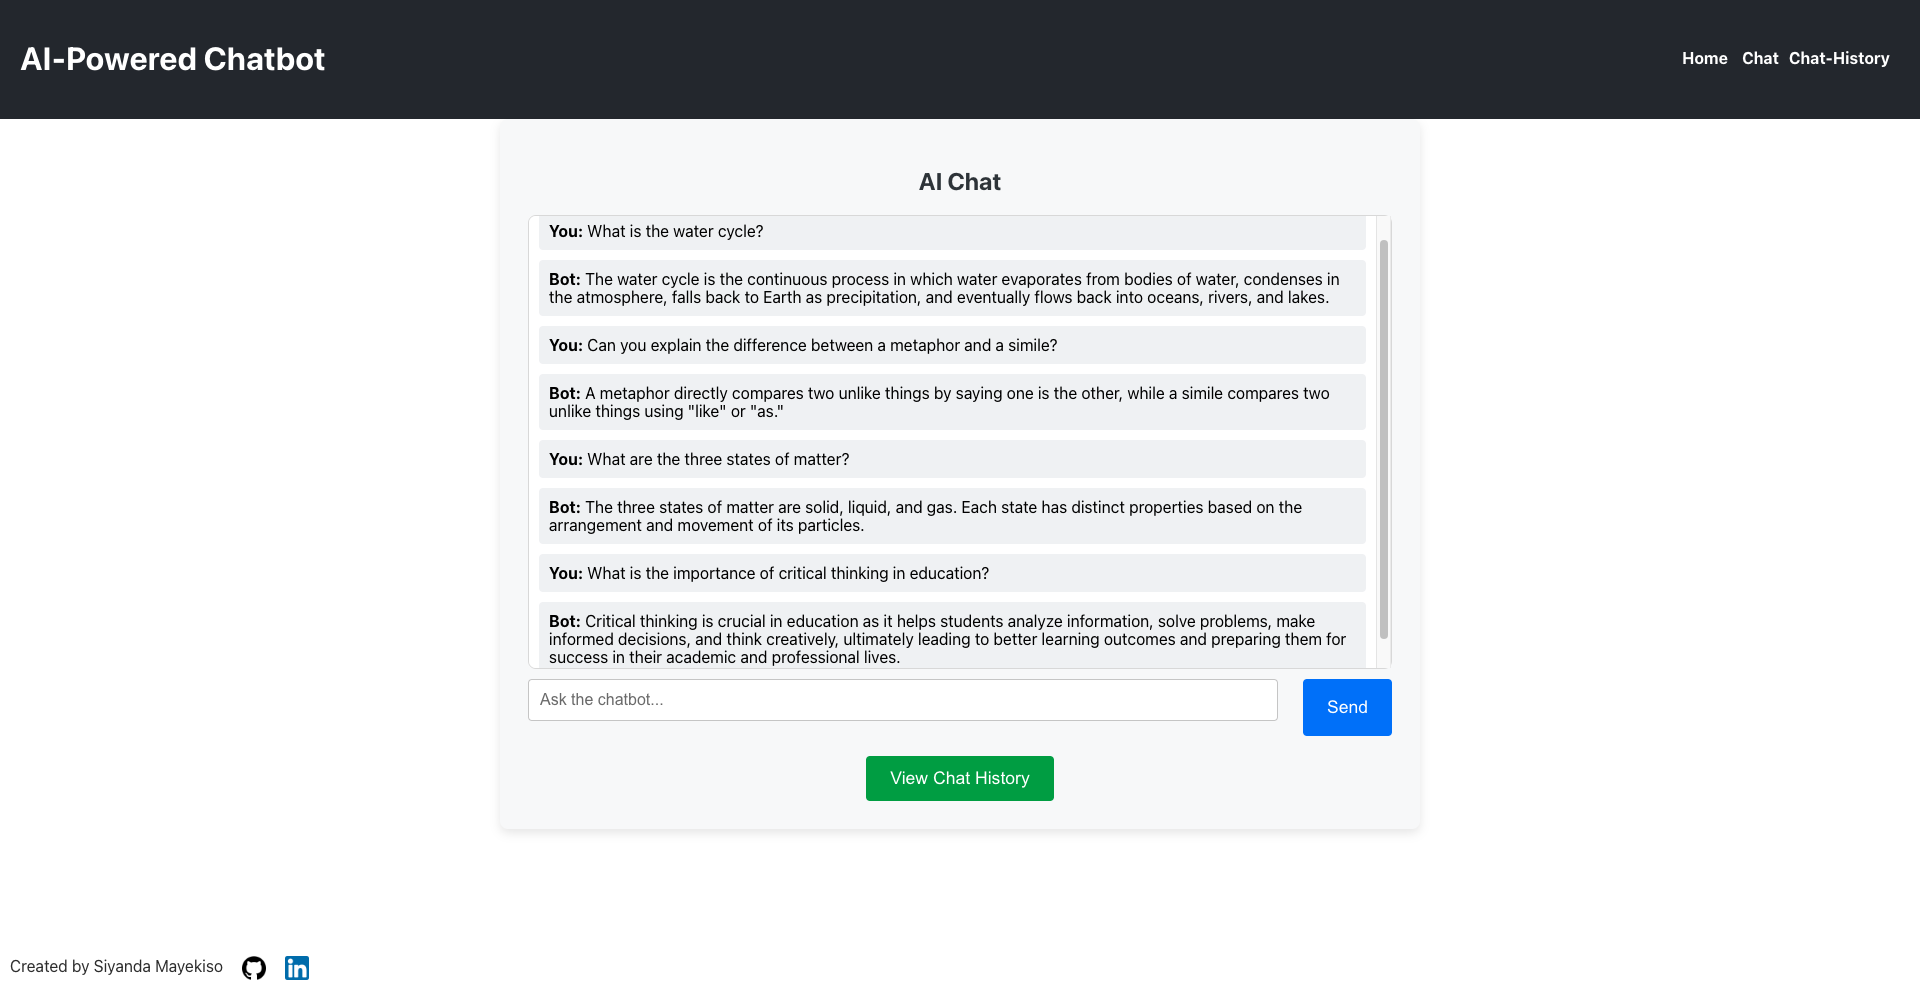 AI-Powered Chatbot
Home Chat Chat-History
AI Chat
You: What is the water cycle?
Bot: The water cycle is the continuous process in which water evaporates from bodies of water, condenses in
the atmosphere, falls back to Earth as precipitation, and eventually flows back into oceans, rivers, and lakes.
You: Can you explain the difference between a metaphor and a simile?
Bot: A metaphor directly compares two unlike things by saying one is the other, while a simile compares two
unlike things using "like" or "as."
You: What are the three states of matter?
Bot: The three states of matter are solid, liquid, and gas. Each state has distinct properties based on the
arrangement and movement of its particles.
You: What is the importance of critical thinking in education?
Bot: Critical thinking is crucial in education as it helps students analyze information, solve problems, make
informed decisions, and think creatively, ultimately leading to better learning outcomes and preparing them for
success in their academic and professional lives.
Ask the chatbot...
Send
View Chat History
Created by Siyanda Mayekiso
in